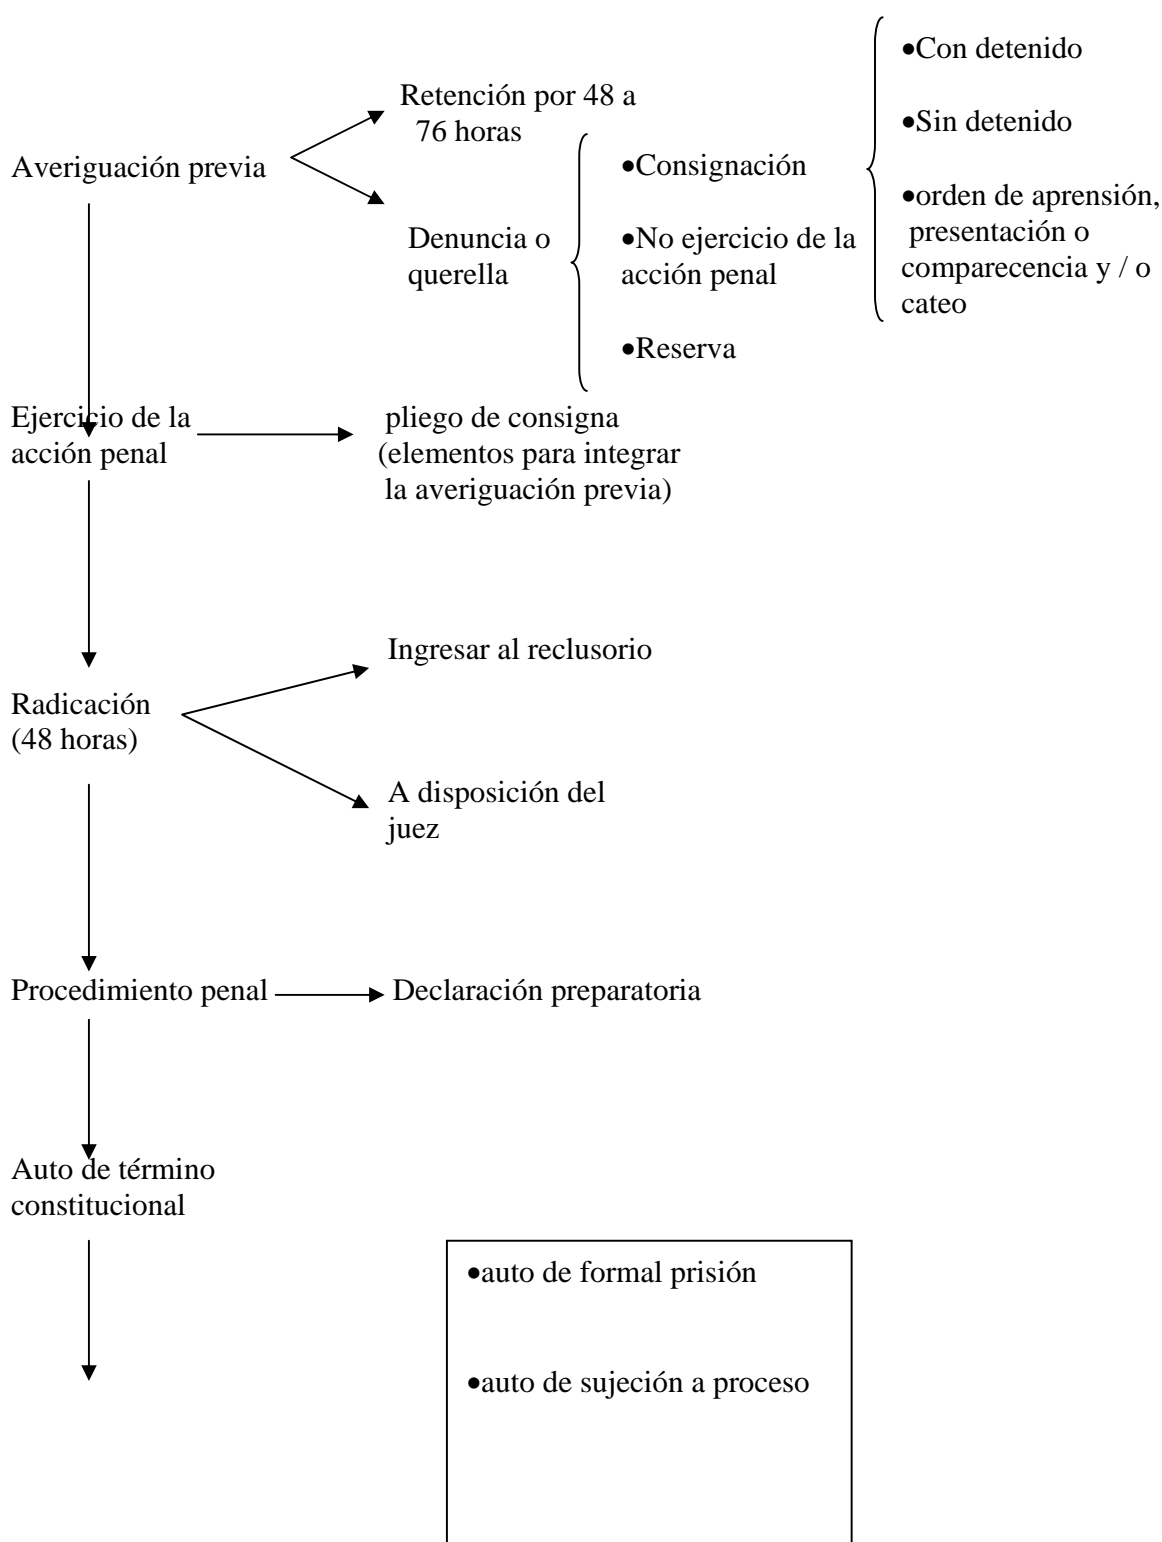 Averiguación previa
Retención por 48 a
76 horas
Denuncia o
querella
•Consignación
•No ejercicio de la
acción penal
•Reserva
•Con detenido
•Sin detenido
•orden de aprensión,
presentación o
comparecencia y / o
cateo
Ejercicio de la
acción penal
pliego de consigna
(elementos para integrar
la averiguación previa)
Radicación
(48 horas)
Ingresar al reclusorio
A disposición del
juez
Procedimiento penal
Declaración preparatoria
Auto de término
constitucional
•auto de formal prisión
•auto de sujeción a proceso